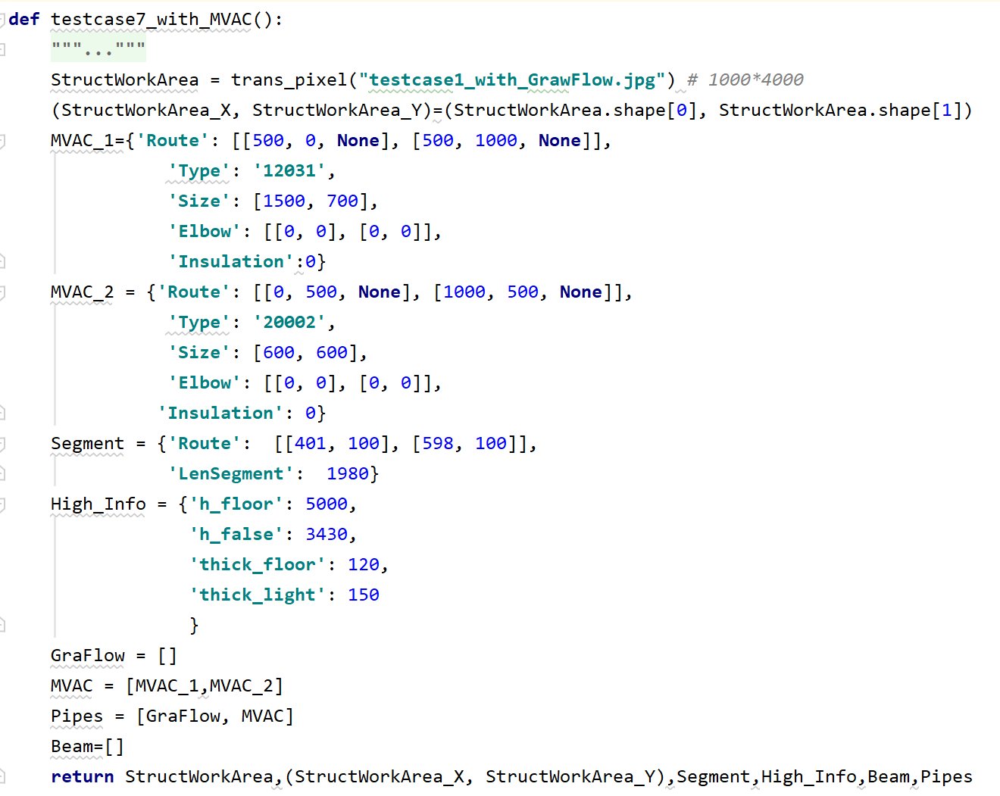 def testcase7_with_MVAC():
    """..."""
    StructWorkArea = trans_pixel("testcase1_with_GrawFlow.jpg") # 1000*4000
    (StructWorkArea_X, StructWorkArea_Y)=(StructWorkArea.shape[0], StructWorkArea.shape[1])
    MVAC_1={'Route': [[500, 0, None], [500, 1000, None]],
               'Type': '12031',
               'Size': [1500, 700],
               'Elbow': [[0, 0], [0, 0]],
               'Insulation':0}
    MVAC_2 = {'Route': [[0, 500, None], [1000, 500, None]],
               'Type': '20002',
               'Size': [600, 600],
               'Elbow': [[0, 0], [0, 0]],
              'Insulation': 0}
    Segment = {'Route':  [[401, 100], [598, 100]],
               'LenSegment':  1980}
    High_Info = {'h_floor': 5000,
                 'h_false': 3430,
                 'thick_floor': 120,
                 'thick_light': 150
                 }
    GraFlow = []
    MVAC = [MVAC_1,MVAC_2]
    Pipes = [GraFlow, MVAC]
    Beam=[]
    return StructWorkArea,(StructWorkArea_X, StructWorkArea_Y),Segment,High_Info,Beam,Pipes